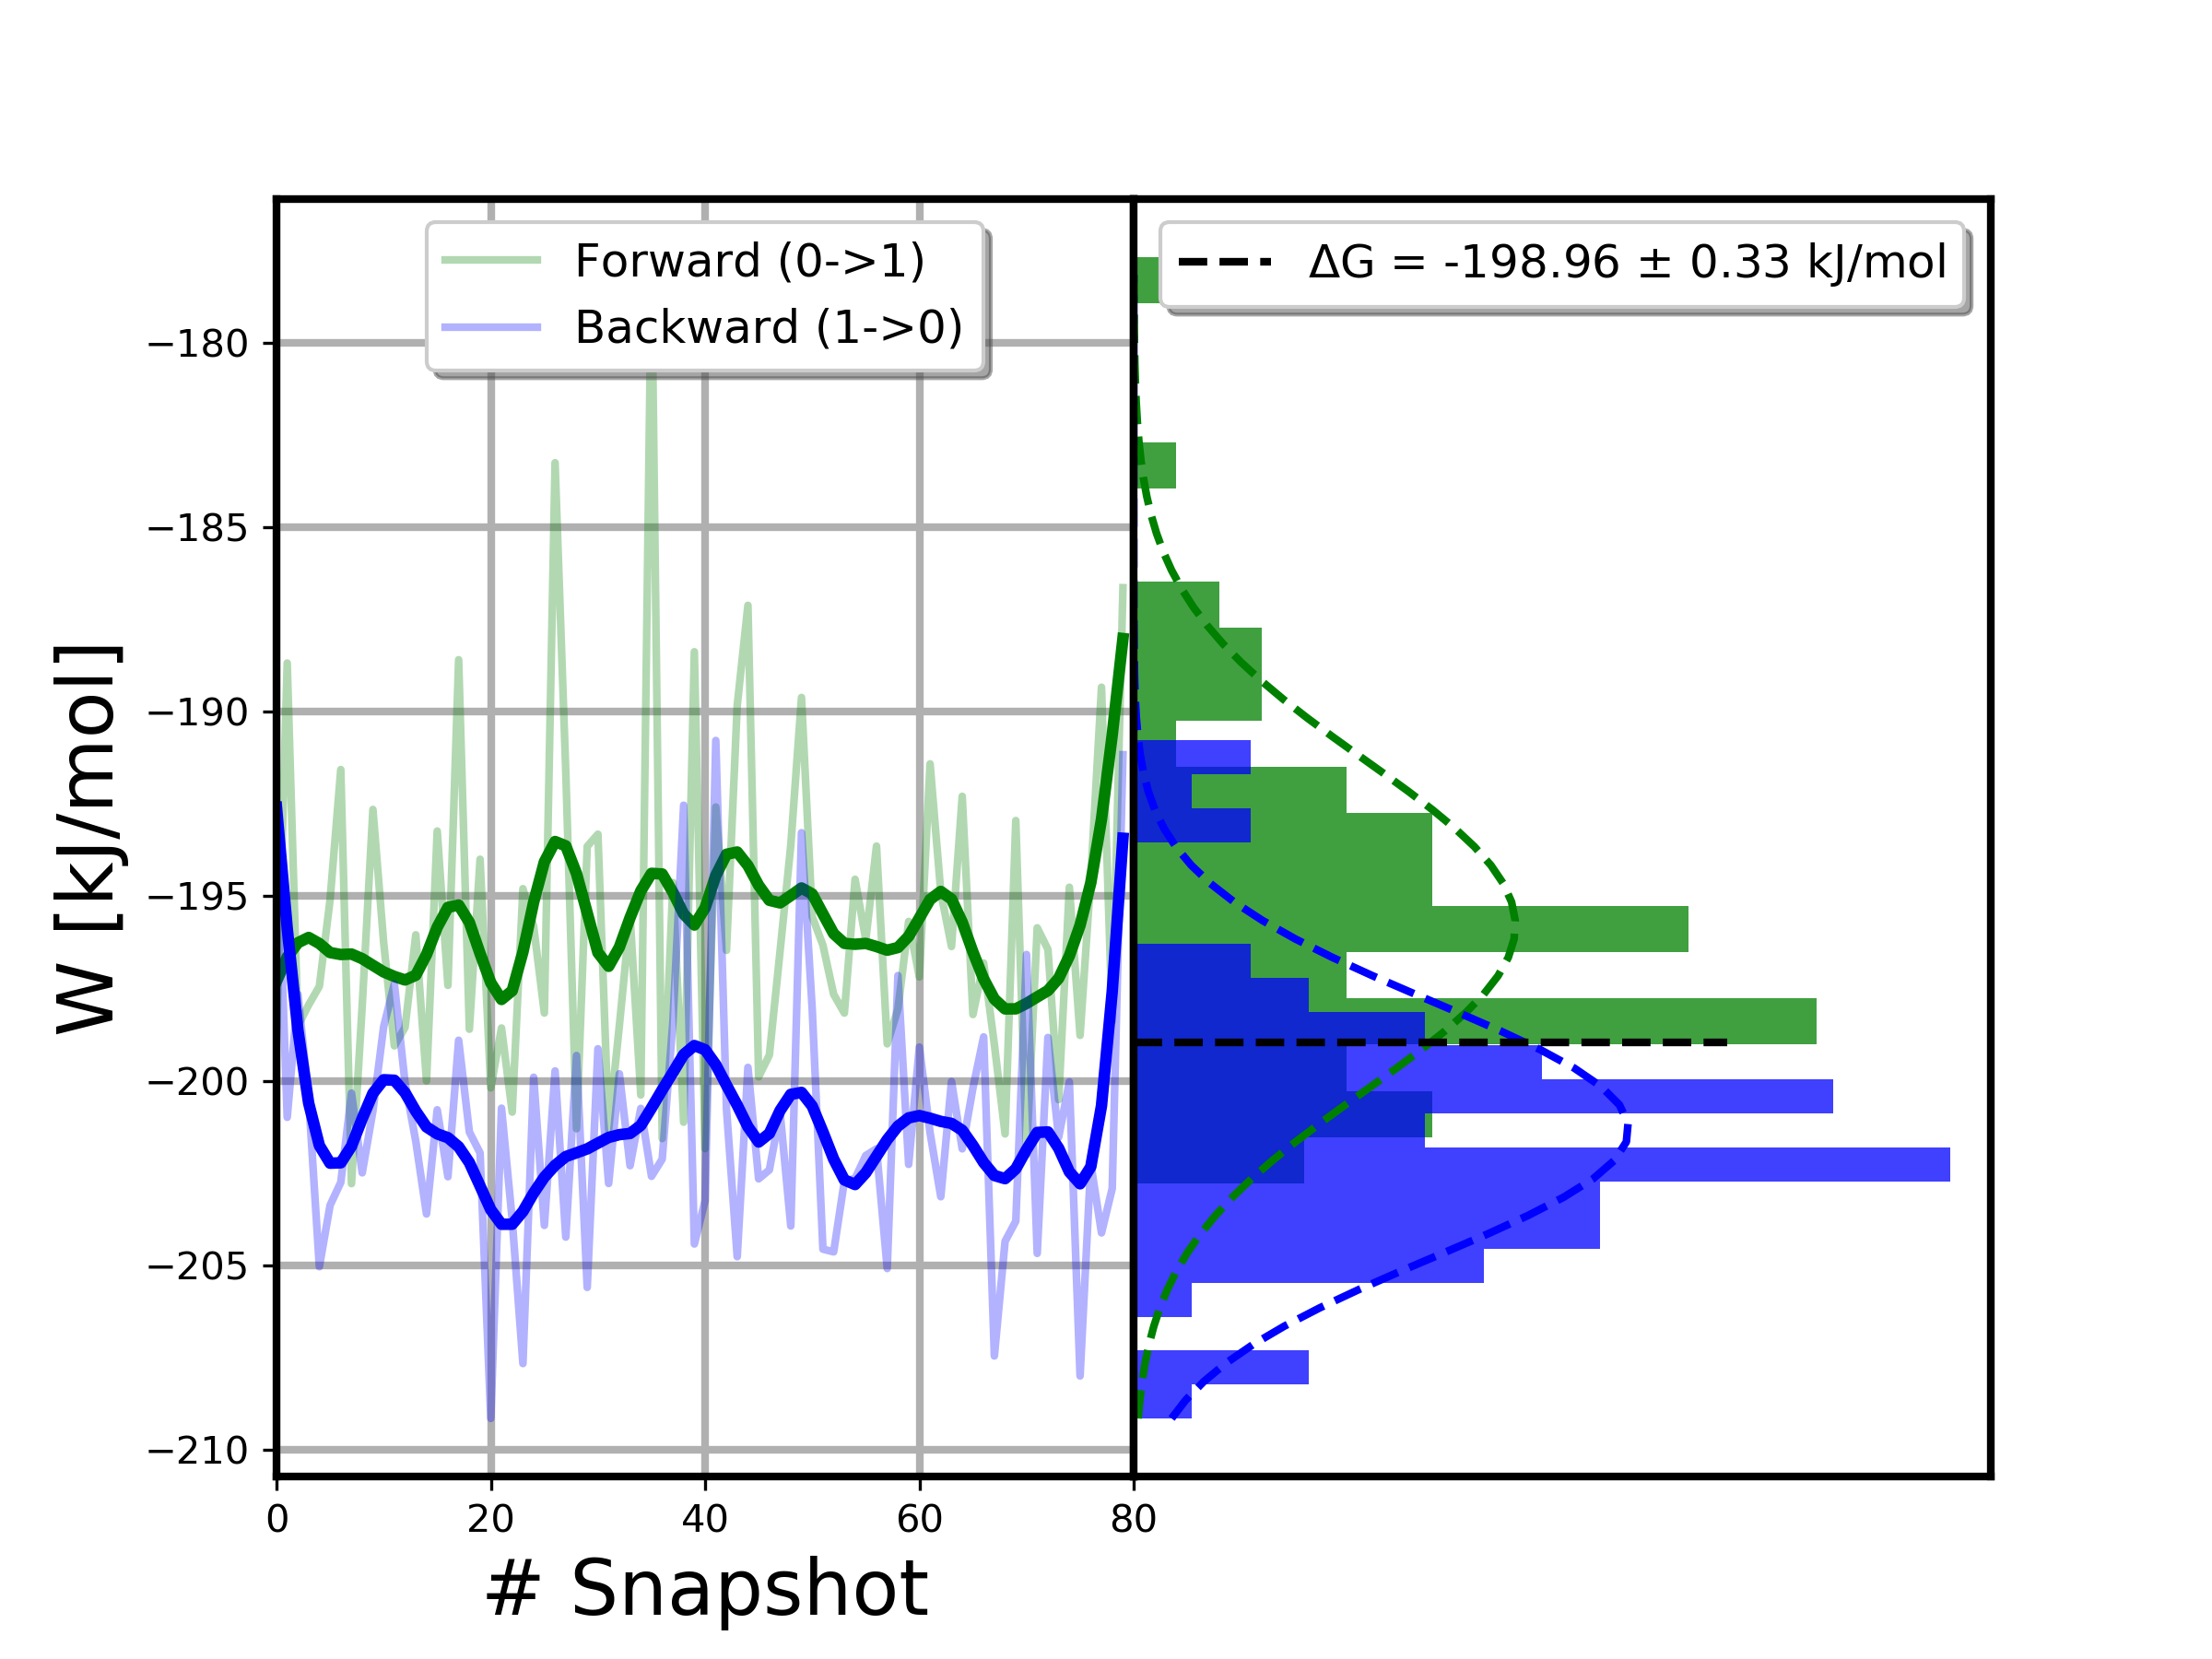 Forward (0->1)
Backward (1->0)
ΔG = -198.96 ± 0.33 kJ/mol
W [kJ/mol]
−180
−185
−190
−195
−200
−205
−210
0 20 40 60 80
# Snapshot